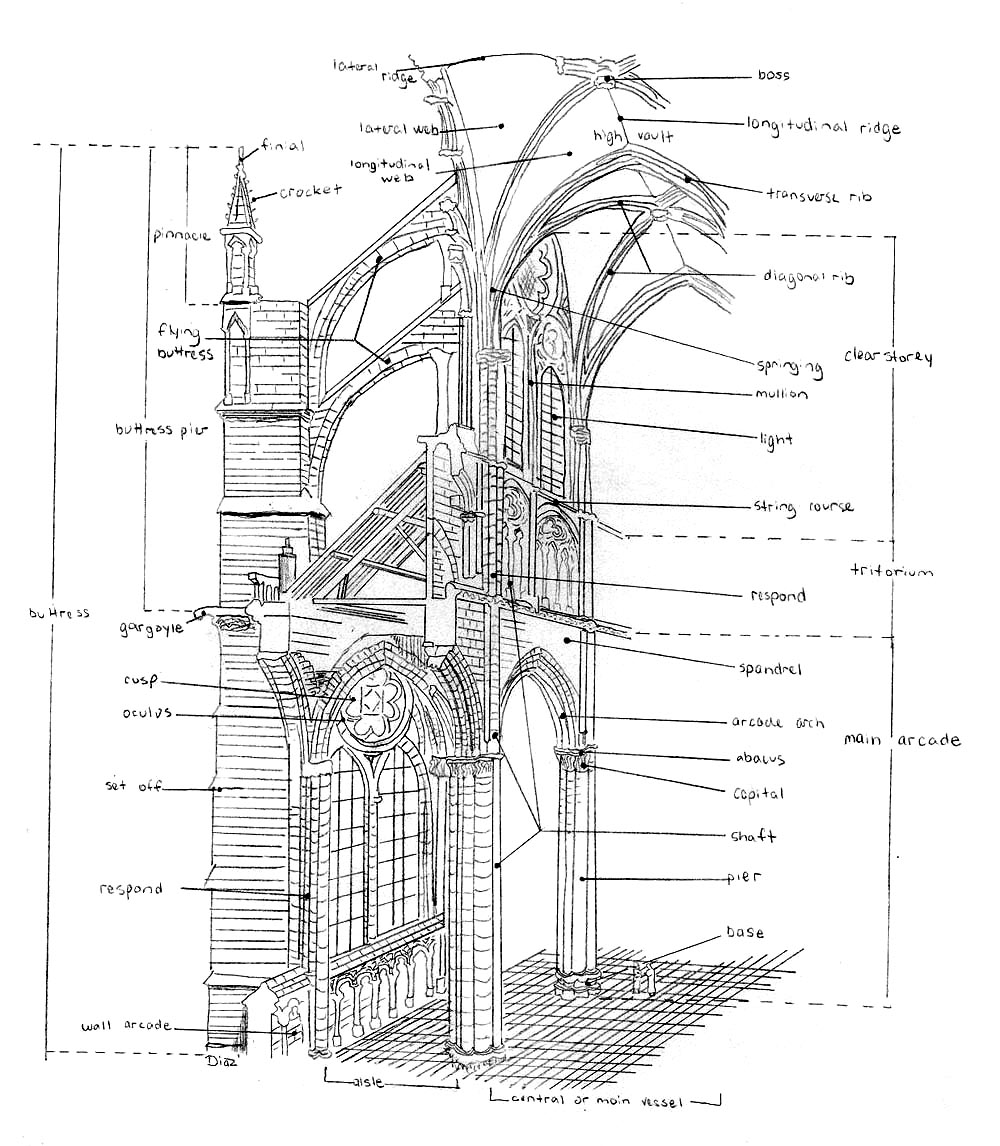 lateral
ridge
boss
lateral web
longitudinal ridge
high vault
finial
longitudinal
web
crocket
transverse rib
pinnacle
diagonal rib
flying
buttress
clearstorey
springing
mullion
buttress pier
light
string course
triforium
respond
buttress
gargoyle
spandrel
cusp
oculus
arcade arch
main arcade
abacus
set off
capital
shaft
respond
pier
base
wall arcade
Diaz
aisle
central or main vessel